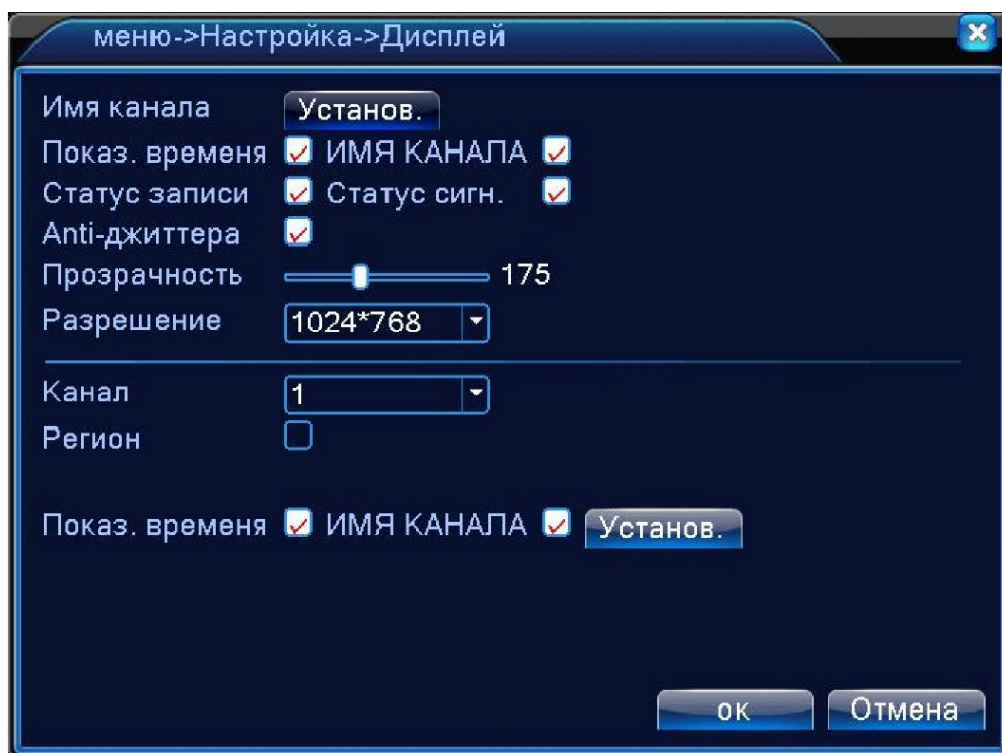 меню->Настройка->Дисплей
Имя канала Установ.
Показ. временя ИМЯ КАНАЛА
Статус записи Статус сигн.
Anti-джиттера
Прозрачность 175
Разрешение 1024*768
Канал 1
Регион
Показ. временя ИМЯ КАНАЛА Установ.
ок Отмена